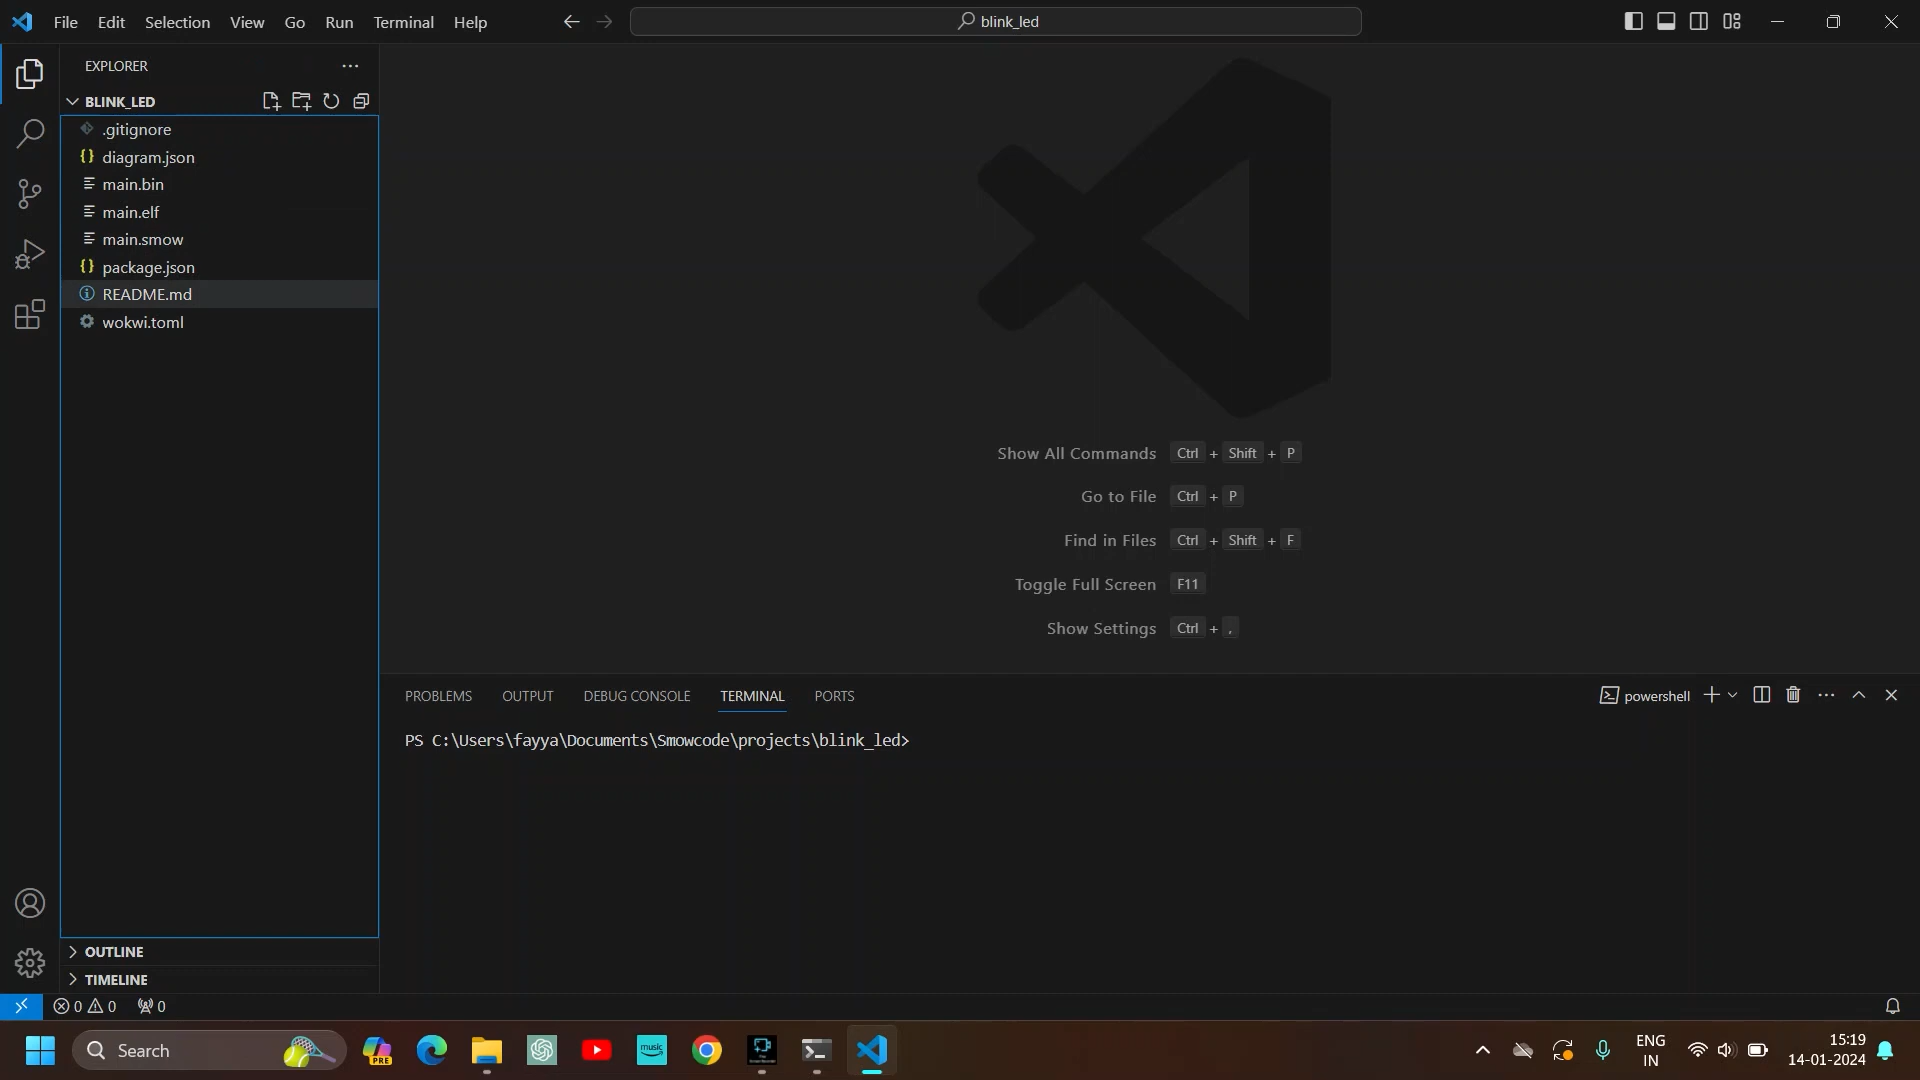 File Edit Selection View Go Run Terminal Help
blink_led
EXPLORER
BLINK_LED
.gitignore
diagram.json
main.bin
main.elf
main.smow
package.json
README.md
wokwi.toml
Show All Commands Ctrl + Shift + P
Go to File Ctrl + P
Find in Files Ctrl + Shift + F
Toggle Full Screen F11
Show Settings Ctrl + ,
PROBLEMS OUTPUT DEBUG CONSOLE TERMINAL PORTS
powershell
PS C:\Users\fayya\Documents\Smowcode\projects\blink_led>
OUTLINE
TIMELINE
0 0 0
Search
PRE
music
ENG
IN
15:19
14-01-2024